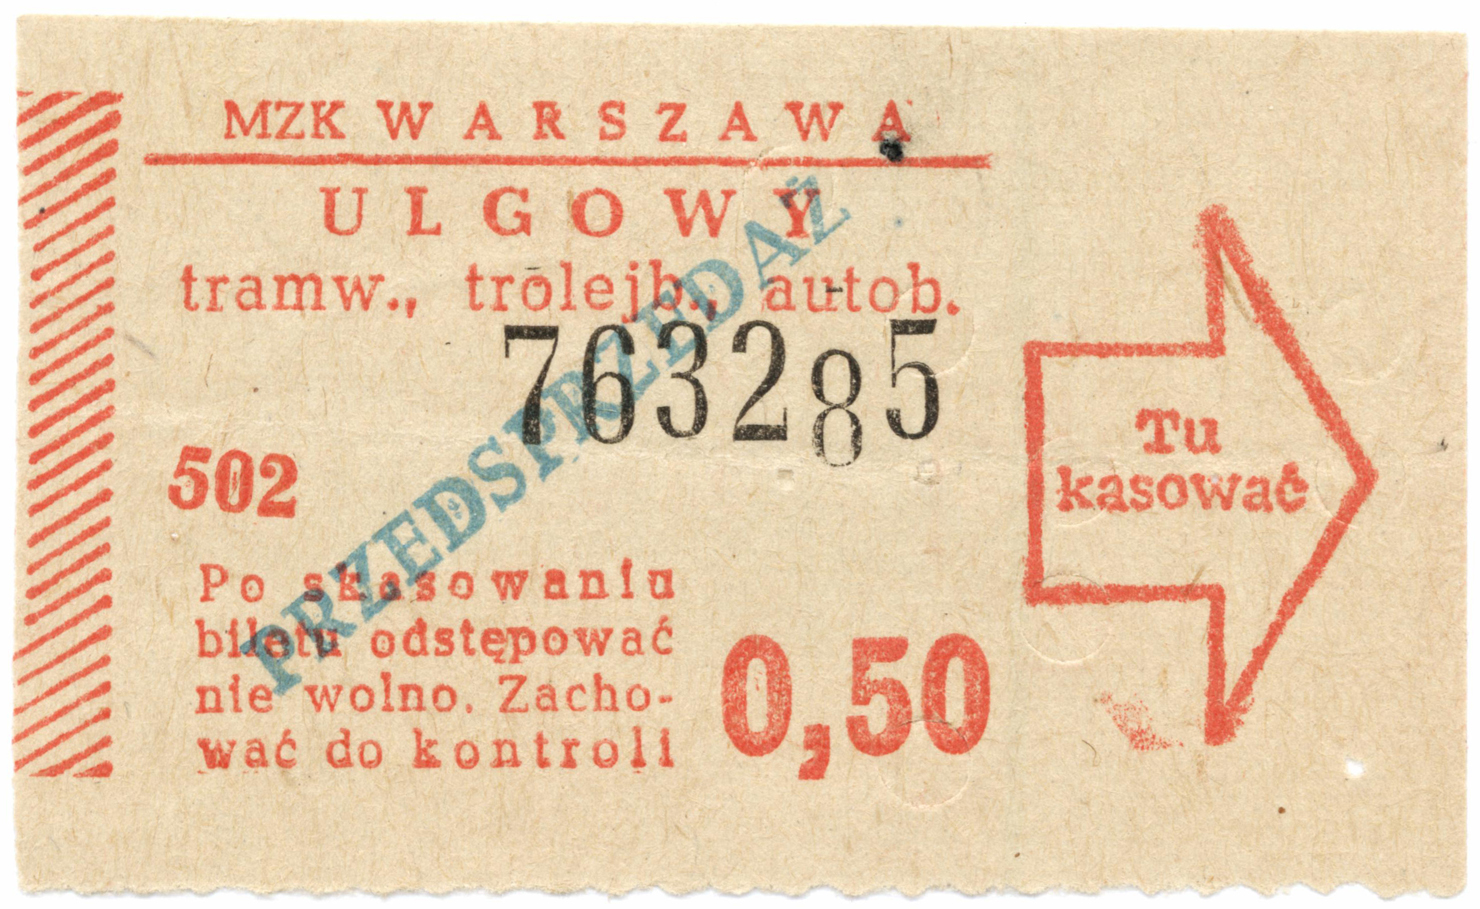 MZK WARSZAWA
ULGOWY
tramw., trolejb., autob.
763285
PRZEDSPRZEDAŻ
502
Tu
kasować
Po skasowaniu
biletu odstępować
nie wolno. Zacho-
wać do kontroli
0,50